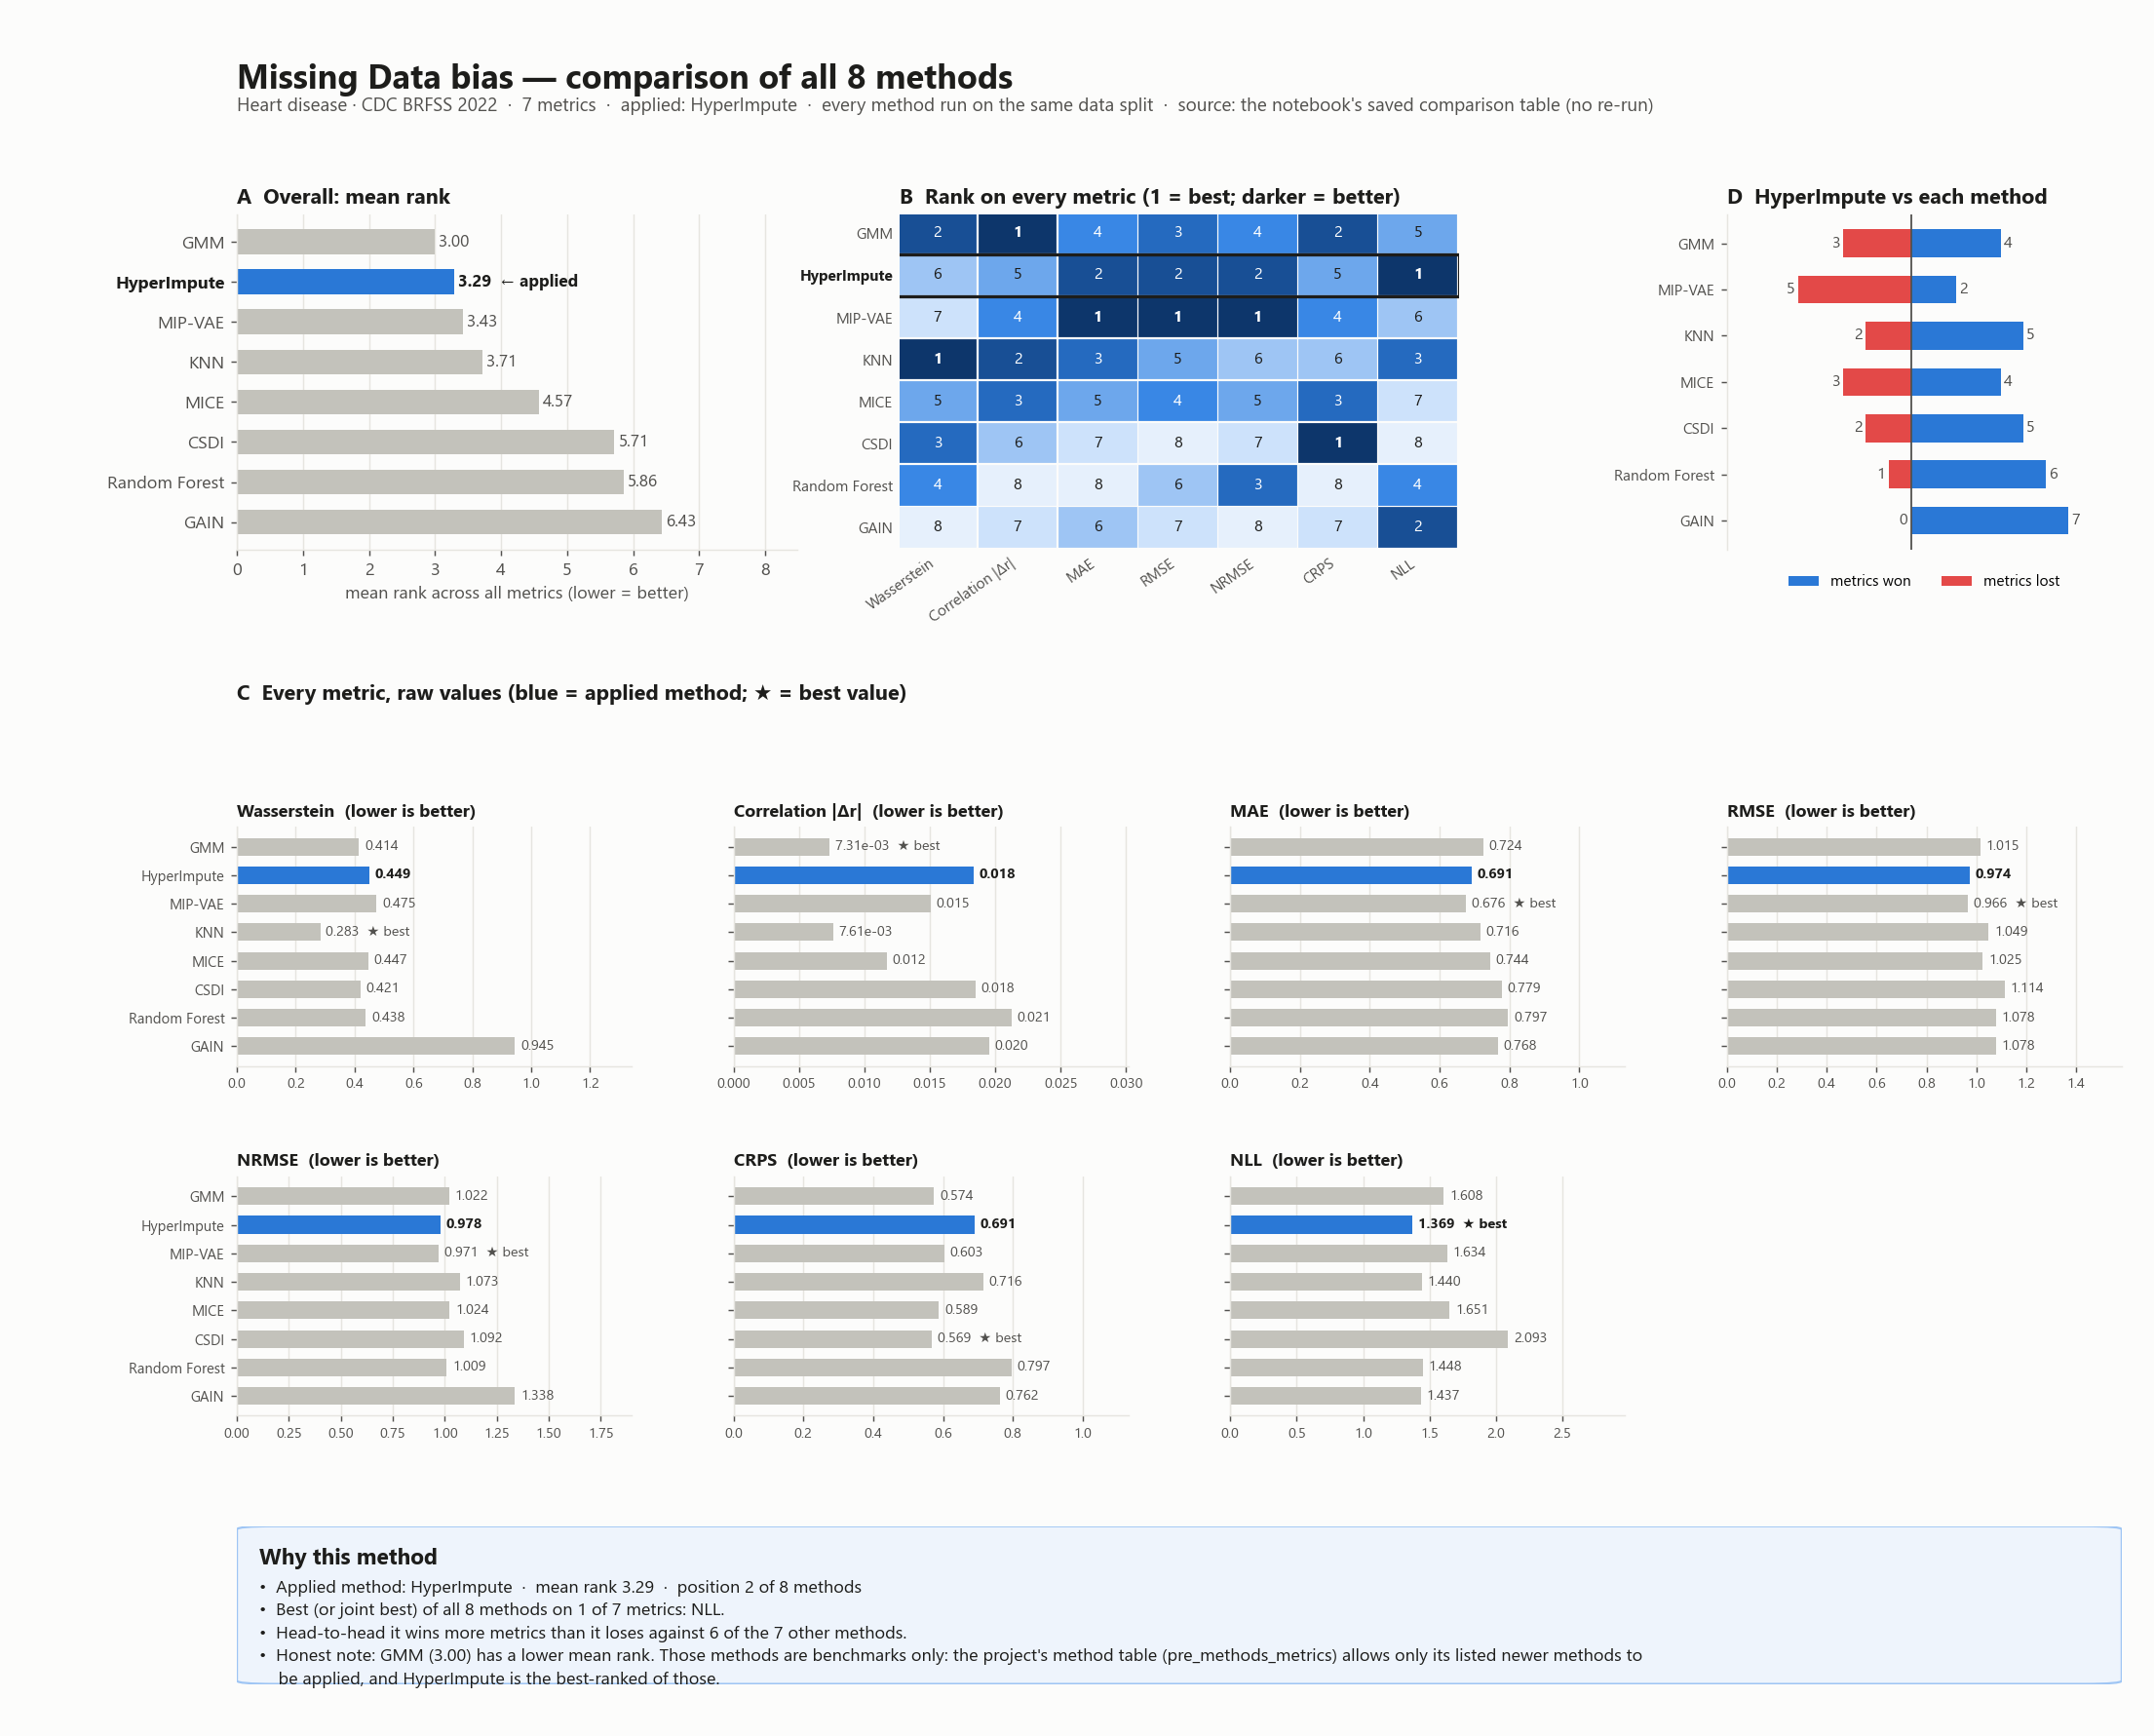 Missing Data bias — comparison of all 8 methods
Heart disease · CDC BRFSS 2022 · 7 metrics · applied: HyperImpute · every method run on the same data split · source: the notebook's saved comparison table (no re-run)
A Overall: mean rank
GMM 3.00
HyperImpute 3.29 ← applied
MIP-VAE 3.43
KNN 3.71
MICE 4.57
CSDI 5.71
Random Forest 5.86
GAIN 6.43
0 1 2 3 4 5 6 7 8
mean rank across all metrics (lower = better)
B Rank on every metric (1 = best; darker = better)
GMM 2 1 4 3 4 2 5
HyperImpute 6 5 2 2 2 5 1
MIP-VAE 7 4 1 1 1 4 6
KNN 1 2 3 5 6 6 3
MICE 5 3 5 4 5 3 7
CSDI 3 6 7 8 7 1 8
Random Forest 4 8 8 6 3 8 4
GAIN 8 7 6 7 8 7 2
Wasserstein Correlation |Δr| MAE RMSE NRMSE CRPS NLL
D HyperImpute vs each method
GMM 3 4
MIP-VAE 5 2
KNN 2 5
MICE 3 4
CSDI 2 5
Random Forest 1 6
GAIN 0 7
metrics won metrics lost
C Every metric, raw values (blue = applied method; ★ = best value)
Wasserstein (lower is better)
GMM 0.414
HyperImpute 0.449
MIP-VAE 0.475
KNN 0.283 ★ best
MICE 0.447
CSDI 0.421
Random Forest 0.438
GAIN 0.945
0.0 0.2 0.4 0.6 0.8 1.0 1.2
Correlation |Δr| (lower is better)
7.31e-03 ★ best
0.018
0.015
7.61e-03
0.012
0.018
0.021
0.020
0.000 0.005 0.010 0.015 0.020 0.025 0.030
MAE (lower is better)
0.724
0.691
0.676 ★ best
0.716
0.744
0.779
0.797
0.768
0.0 0.2 0.4 0.6 0.8 1.0
RMSE (lower is better)
1.015
0.974
0.966 ★ best
1.049
1.025
1.114
1.078
1.078
0.0 0.2 0.4 0.6 0.8 1.0 1.2 1.4
NRMSE (lower is better)
GMM 1.022
HyperImpute 0.978
MIP-VAE 0.971 ★ best
KNN 1.073
MICE 1.024
CSDI 1.092
Random Forest 1.009
GAIN 1.338
0.00 0.25 0.50 0.75 1.00 1.25 1.50 1.75
CRPS (lower is better)
0.574
0.691
0.603
0.716
0.589
0.569 ★ best
0.797
0.762
0.0 0.2 0.4 0.6 0.8 1.0
NLL (lower is better)
1.608
1.369 ★ best
1.634
1.440
1.651
2.093
1.448
1.437
0.0 0.5 1.0 1.5 2.0 2.5
Why this method
• Applied method: HyperImpute · mean rank 3.29 · position 2 of 8 methods
• Best (or joint best) of all 8 methods on 1 of 7 metrics: NLL.
• Head-to-head it wins more metrics than it loses against 6 of the 7 other methods.
• Honest note: GMM (3.00) has a lower mean rank. Those methods are benchmarks only: the project's method table (pre_methods_metrics) allows only its listed newer methods to
be applied, and HyperImpute is the best-ranked of those.